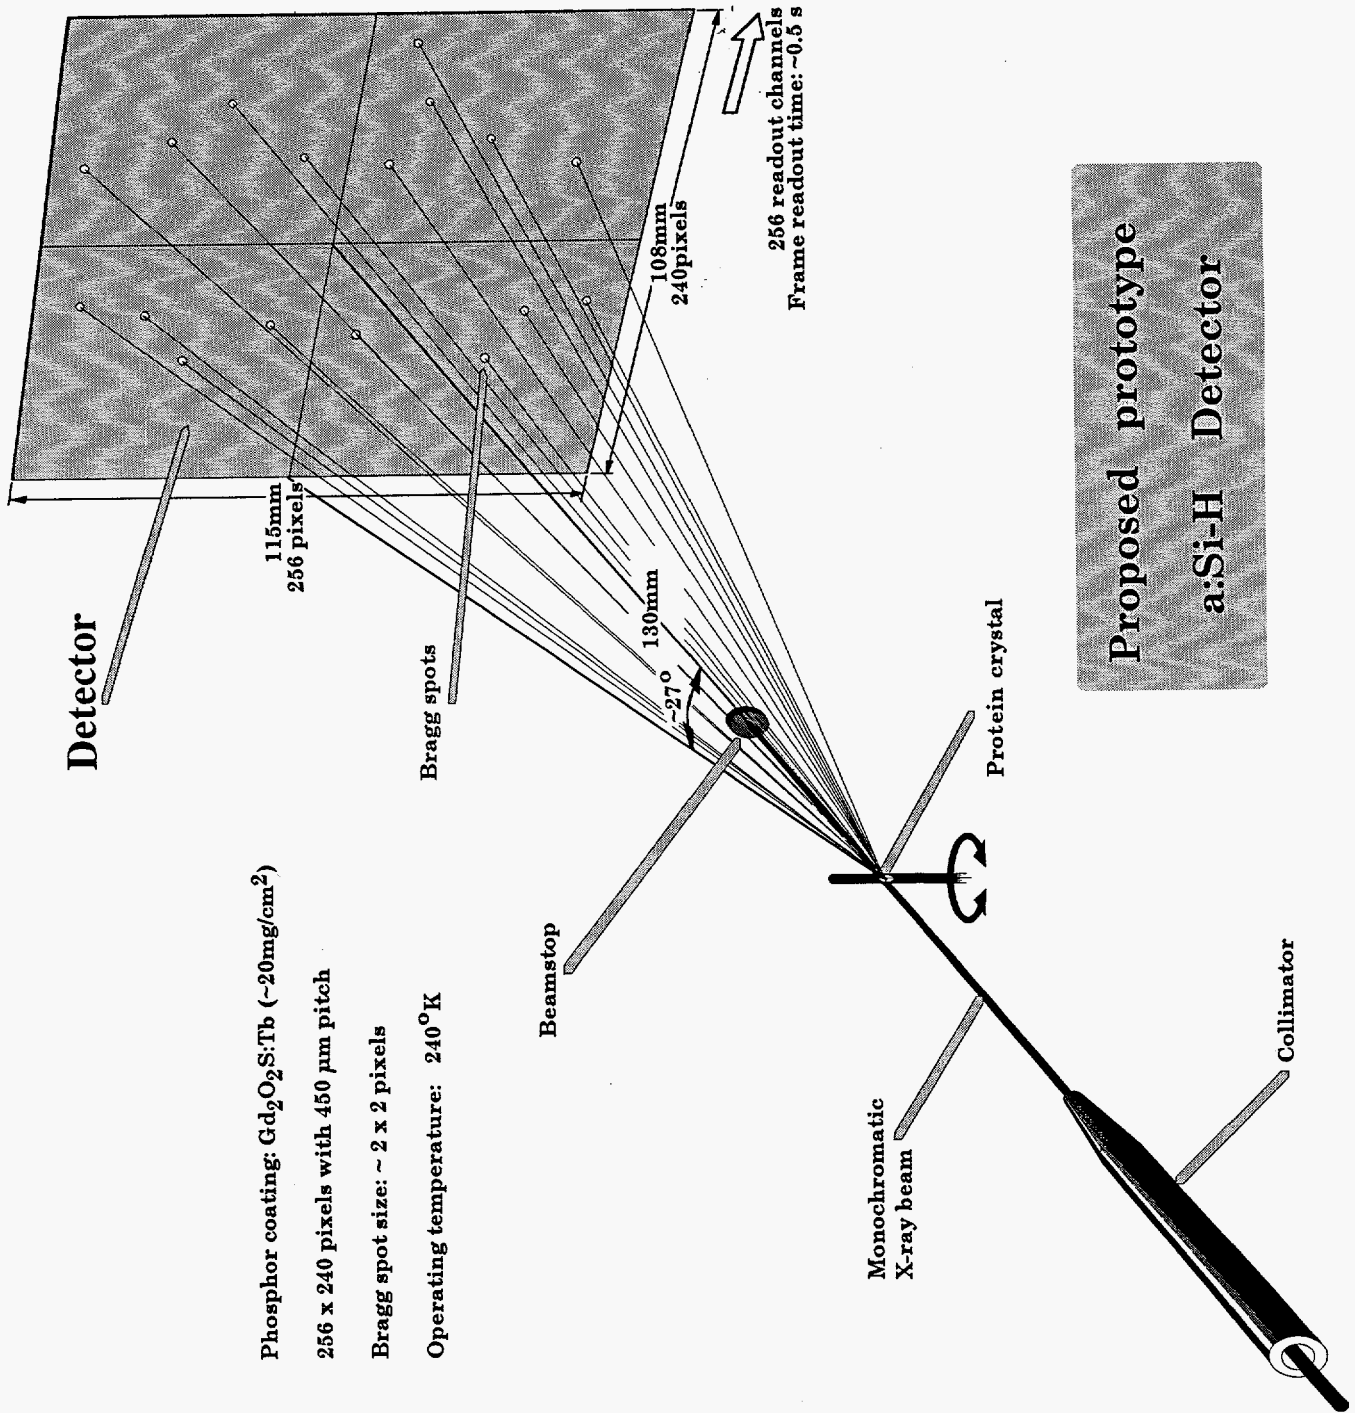 Proposed prototype
a:Si-H Detector
Phosphor coating: Gd2O2S:Tb (~20mg/cm2)
256 x 240 pixels with 450 µm pitch
Bragg spot size: ~ 2 x 2 pixels
Operating temperature: 240°K
Detector
115mm
256 pixels
Bragg spots
108mm
240pixels
256 readout channels
Frame readout time: ~0.5 s
130mm
~27°
Beamstop
Protein crystal
Monochromatic
X-ray beam
Collimator